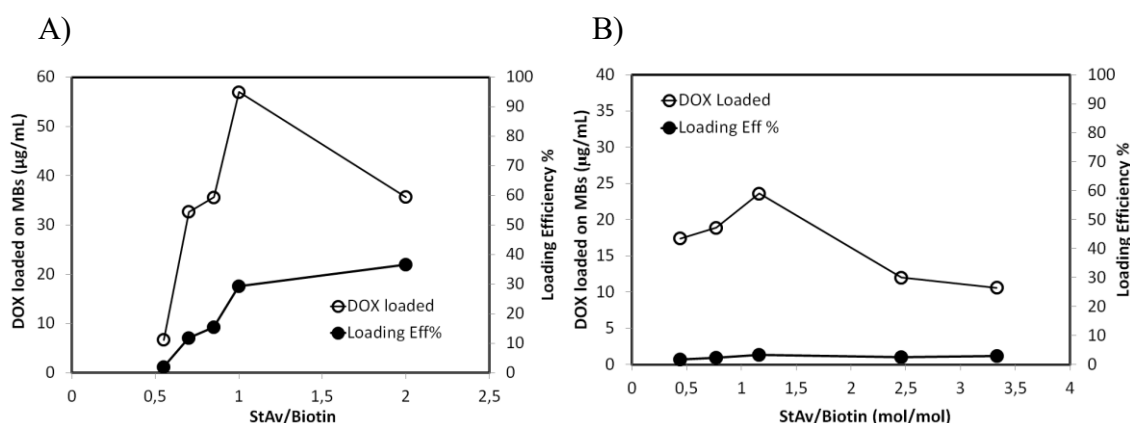 A)
60
50
40
30
20
10
0
DOX loaded on MBs (µg/mL)
100
90
80
70
60
50
40
30
20
10
0
Loading Efficiency %
DOX loaded
Loading Eff%
0 0,5 1 1,5 2 2,5
StAv/Biotin
B)
40
35
30
25
20
15
10
5
0
DOX loaded on MBs (µg/mL)
DOX Loaded
Loading Eff %
100
90
80
70
60
50
40
30
20
10
0
Loading Efficiency %
0 0,5 1 1,5 2 2,5 3 3,5 4
StAv/Biotin (mol/mol)